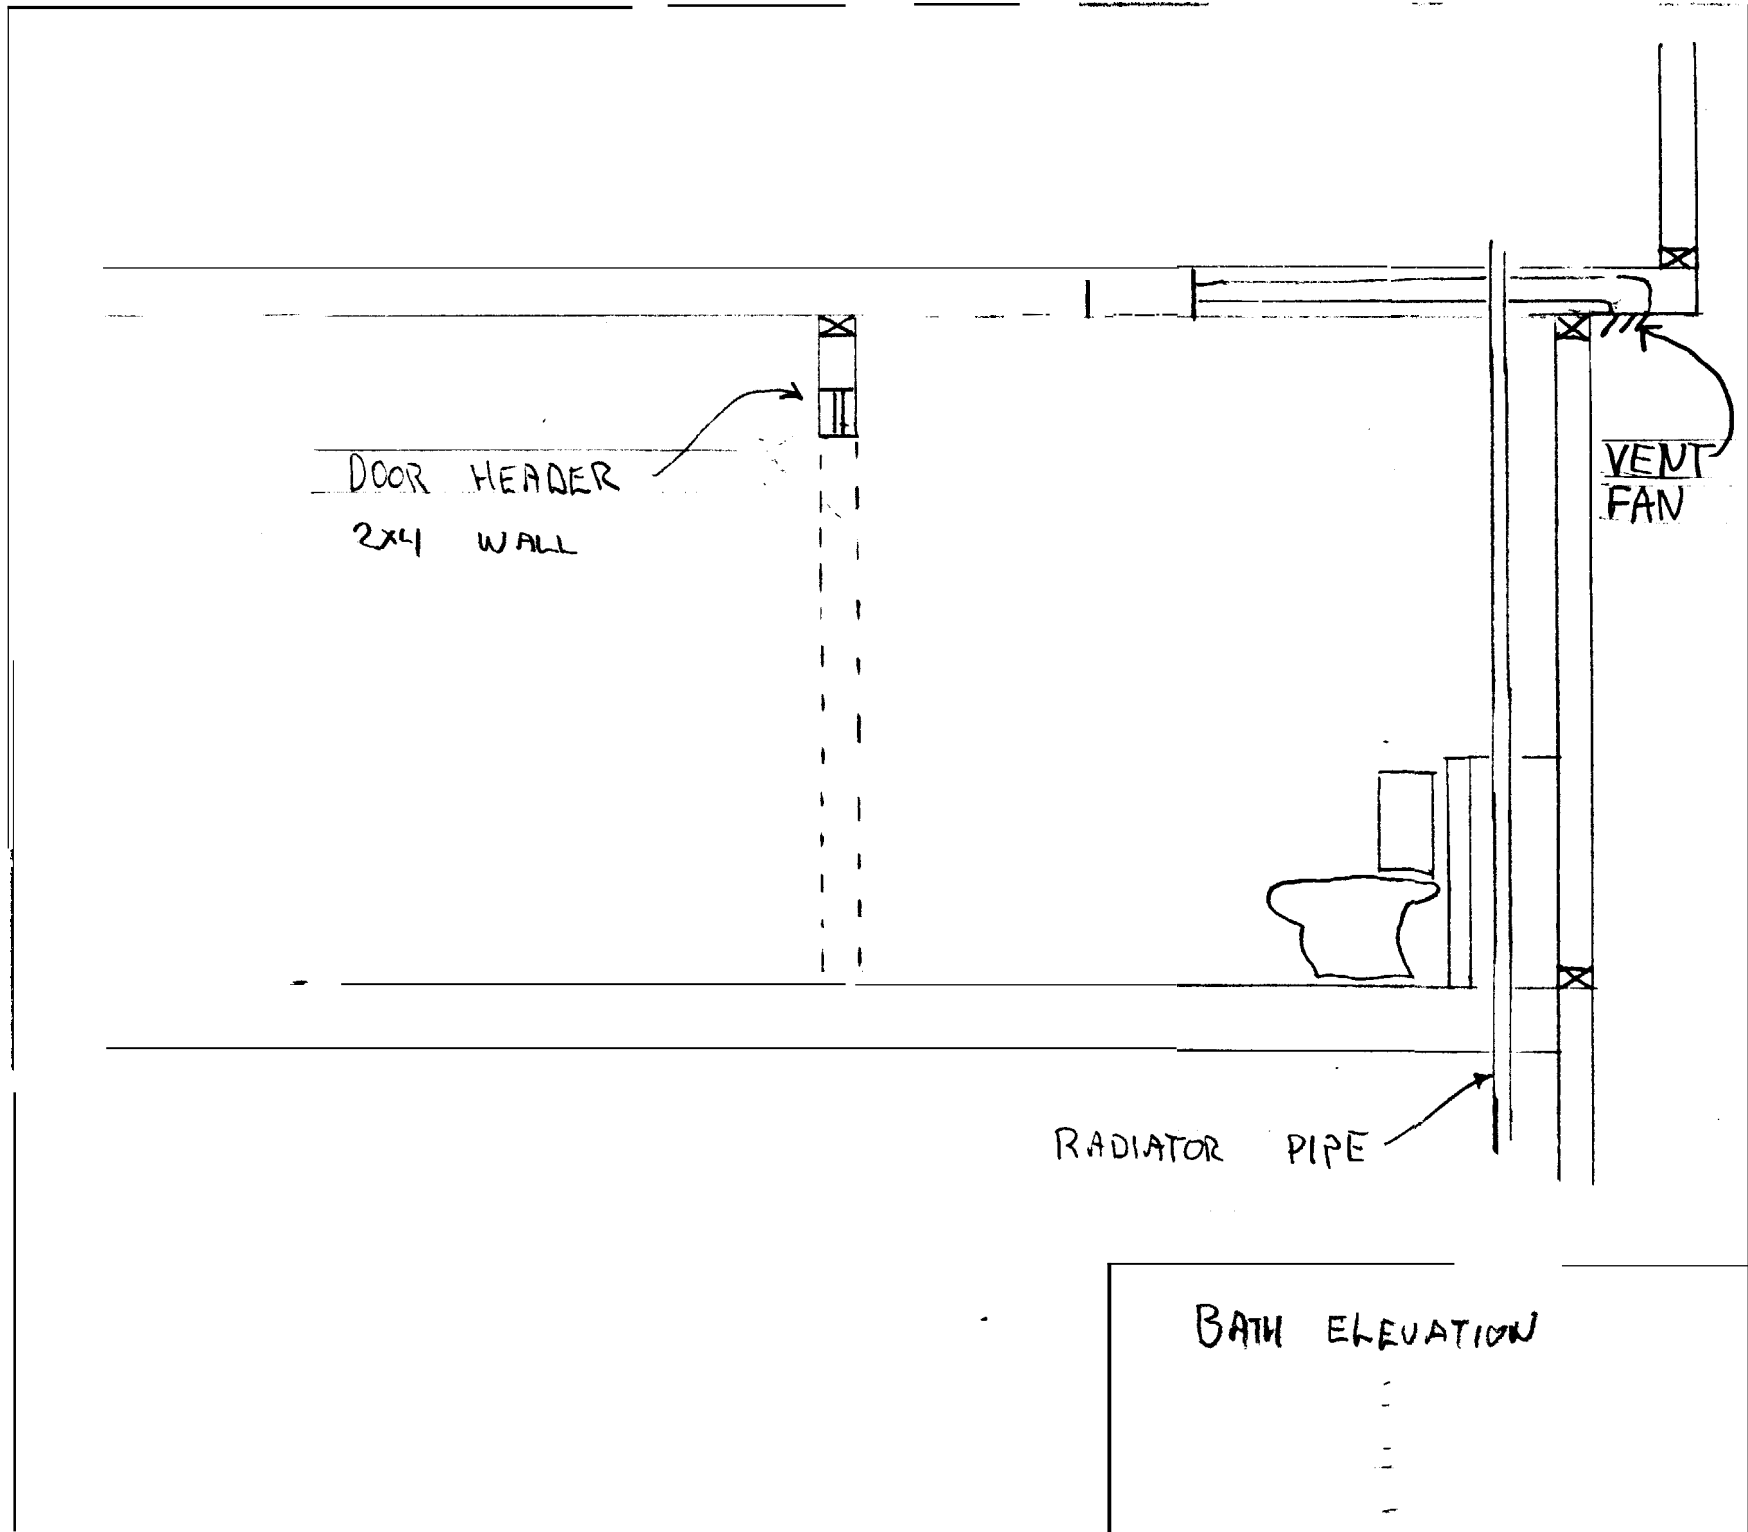 DOOR HEADER
2x4 WALL
VENT
FAN
RADIATOR PIPE
BATH ELEVATION